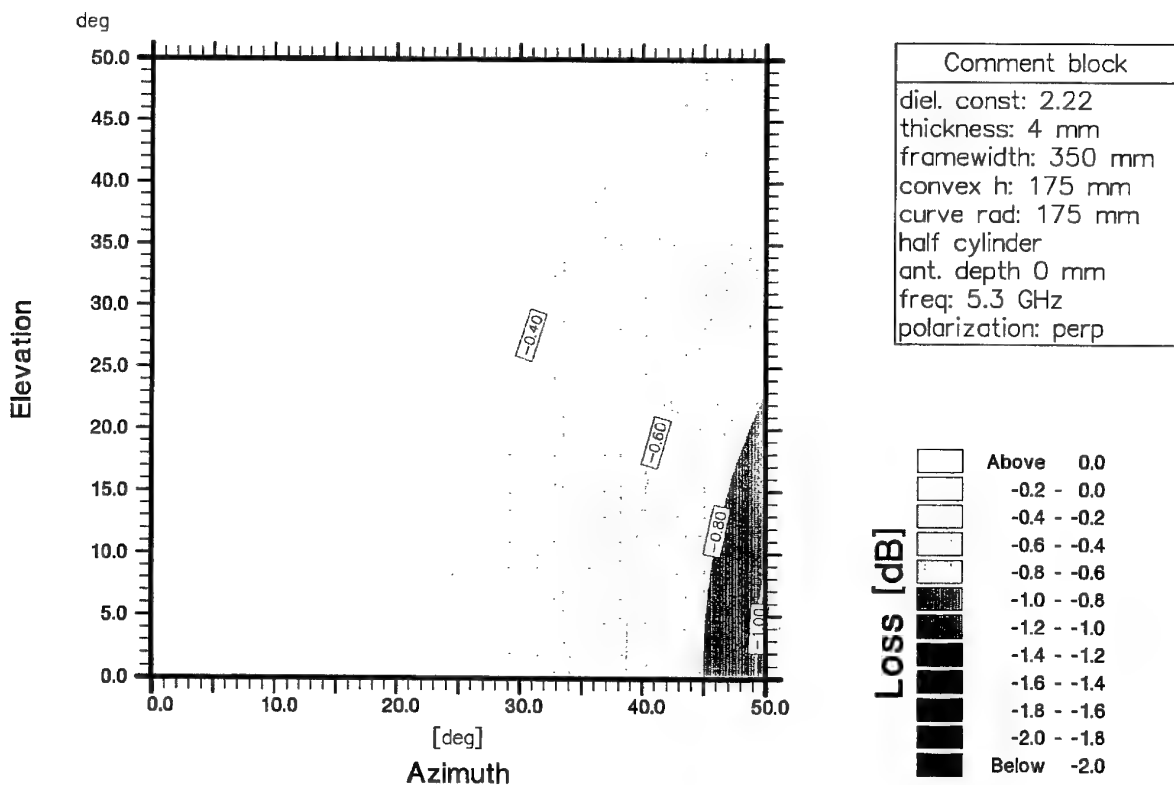 deg
50.0
45.0
40.0
35.0
30.0
25.0
20.0
15.0
10.0
5.0
0.0
Elevation
0.0 10.0 20.0 30.0 40.0 50.0
[deg]
Azimuth
-0.40
-0.60
-0.80
-1.00
Comment block
diel. const: 2.22
thickness: 4 mm
framewidth: 350 mm
convex h: 175 mm
curve rad: 175 mm
half cylinder
ant. depth 0 mm
freq: 5.3 GHz
polarization: perp
Loss [dB]
Above 0.0
-0.2 - 0.0
-0.4 - -0.2
-0.6 - -0.4
-0.8 - -0.6
-1.0 - -0.8
-1.2 - -1.0
-1.4 - -1.2
-1.6 - -1.4
-1.8 - -1.6
-2.0 - -1.8
Below -2.0